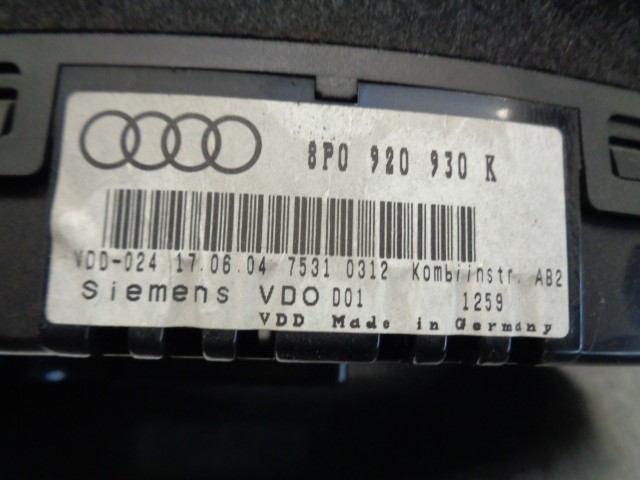 8P0 920 930 K
VDD-024 17.06.04 7531 0312 Kombiinstr. AB2
Siemens VDO D01 1259
VDD Made in Germany